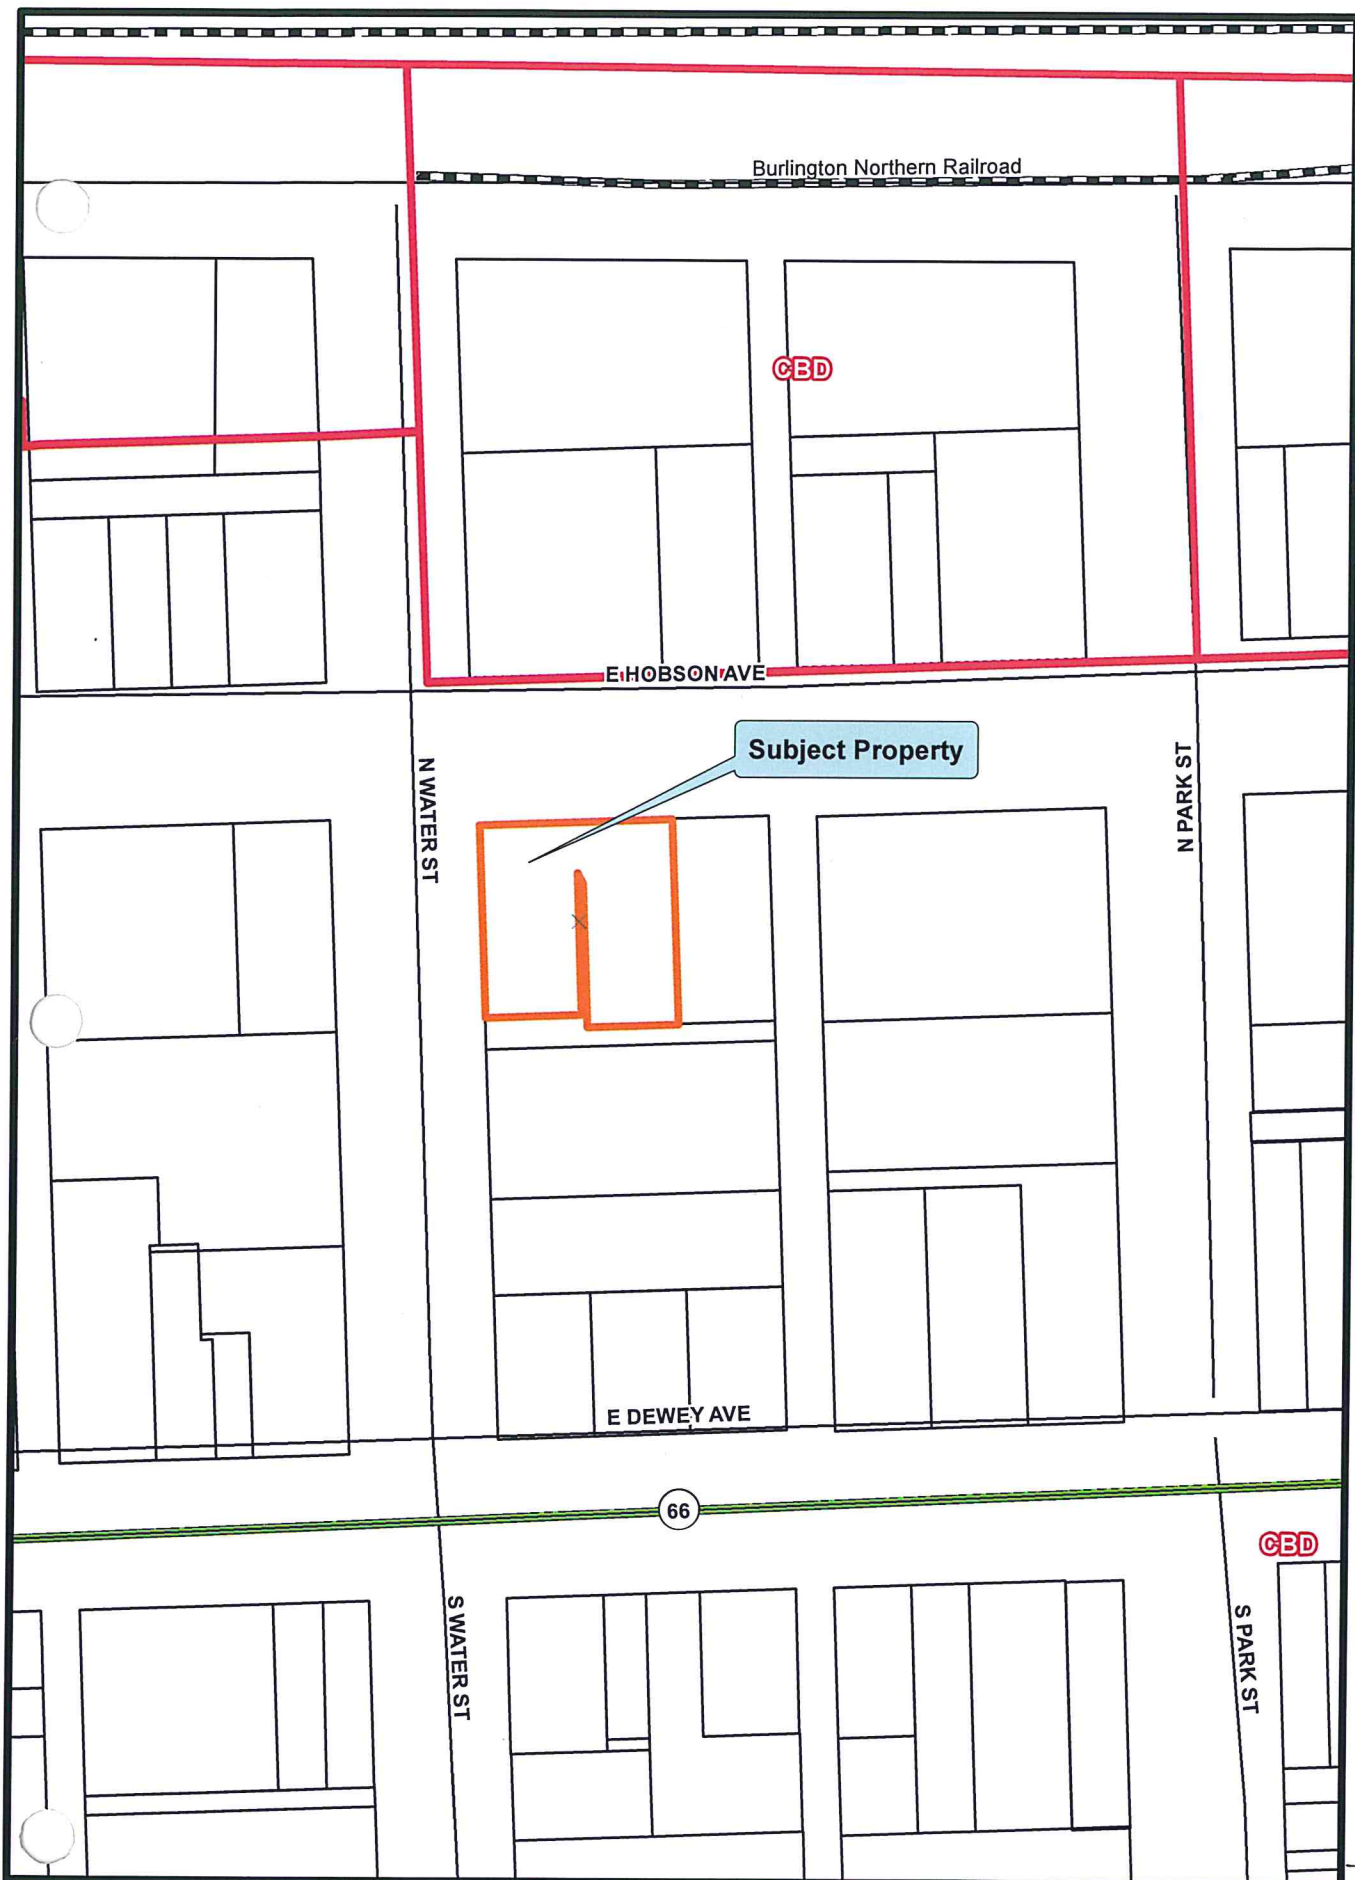 Burlington Northern Railroad
CBD
E HOBSON AVE
Subject Property
N WATER ST
N PARK ST
E DEWEY AVE
66
CBD
S WATER ST
S PARK ST